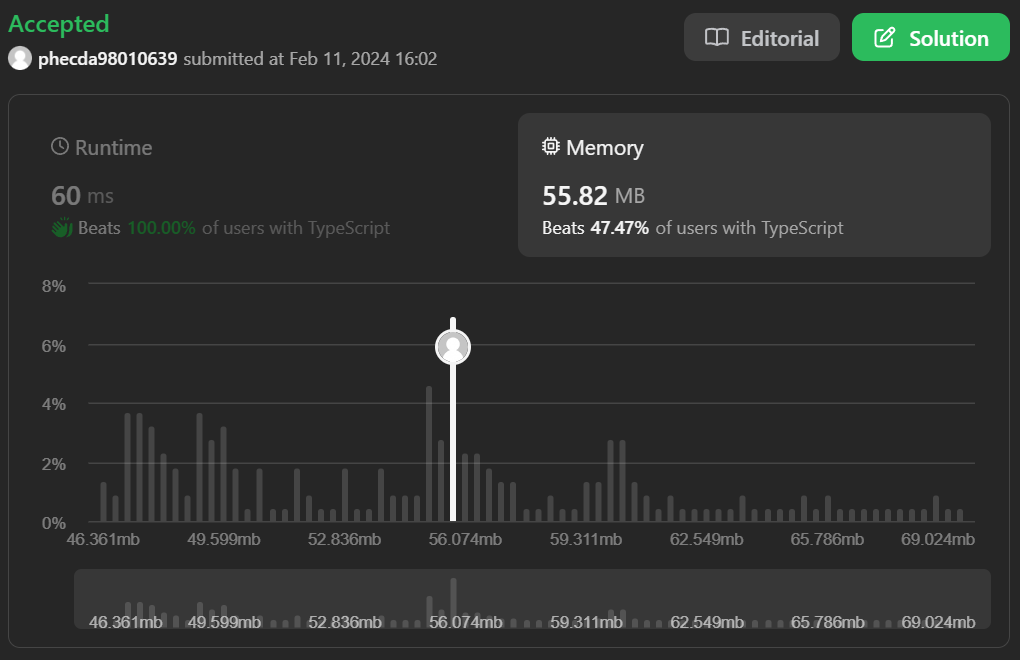 Accepted
Editorial
Solution
phecda98010639 submitted at Feb 11, 2024 16:02
Runtime
60 ms
Beats 100.00% of users with TypeScript
Memory
55.82 MB
Beats 47.47% of users with TypeScript
8%
6%
4%
2%
0%
46.361mb 49.599mb 52.836mb 56.074mb 59.311mb 62.549mb 65.786mb 69.024mb
46.361mb 49.599mb 52.836mb 56.074mb 59.311mb 62.549mb 65.786mb 69.024mb